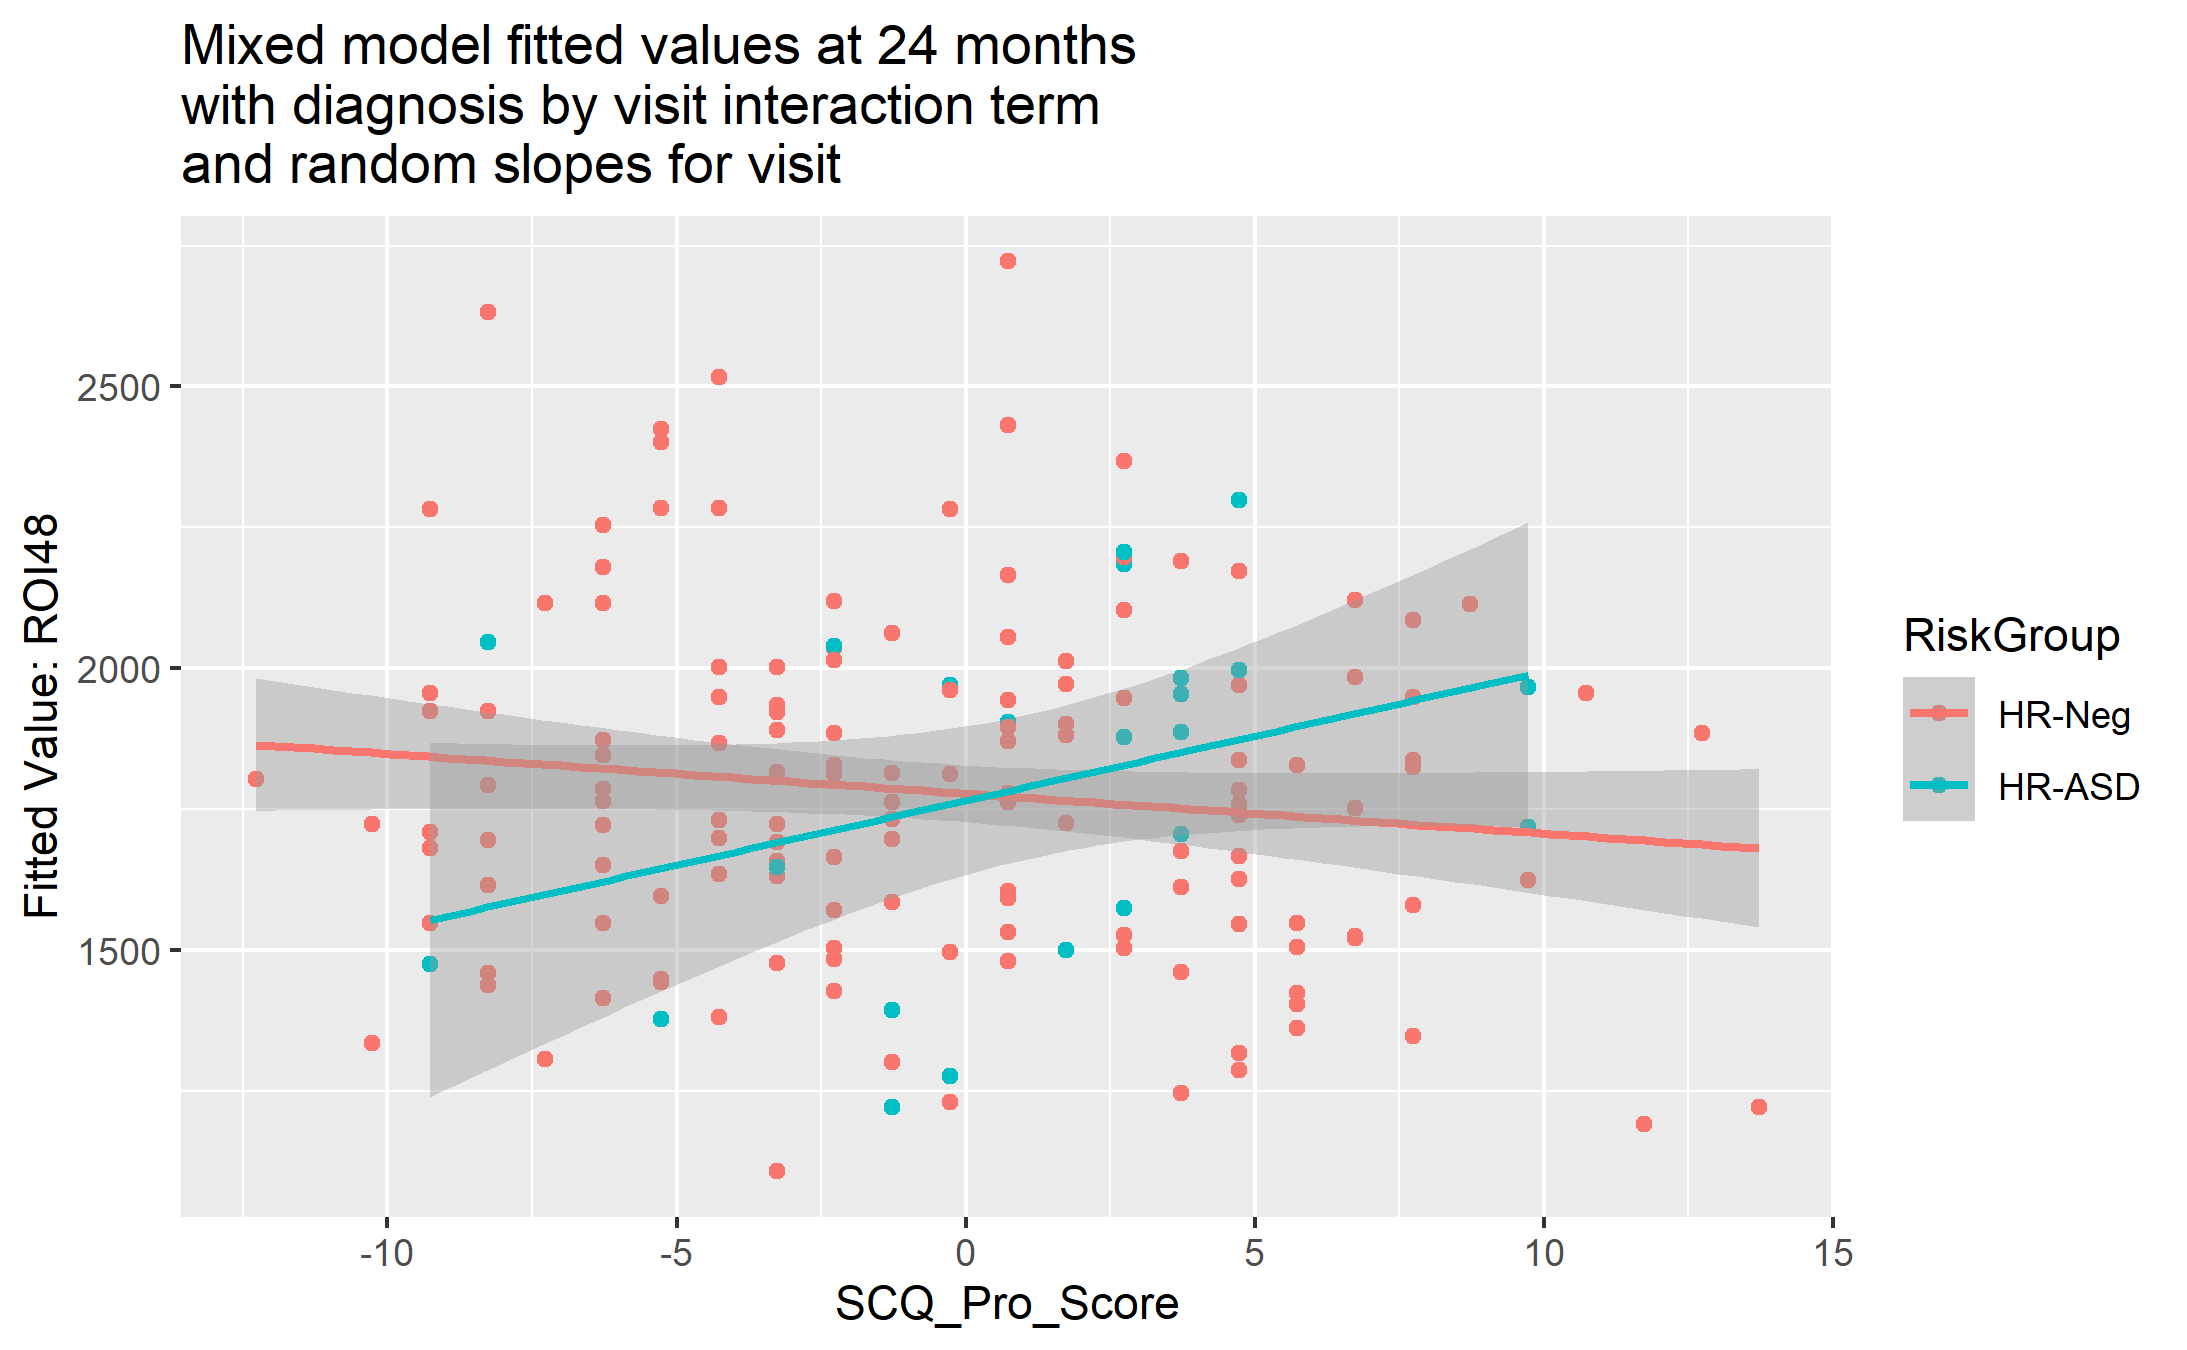 Mixed model fitted values at 24 months
with diagnosis by visit interaction term
and random slopes for visit
Fitted Value: ROI48
2500
2000
1500
-10
-5
0
5
10
15
SCQ_Pro_Score
RiskGroup
HR-Neg
HR-ASD